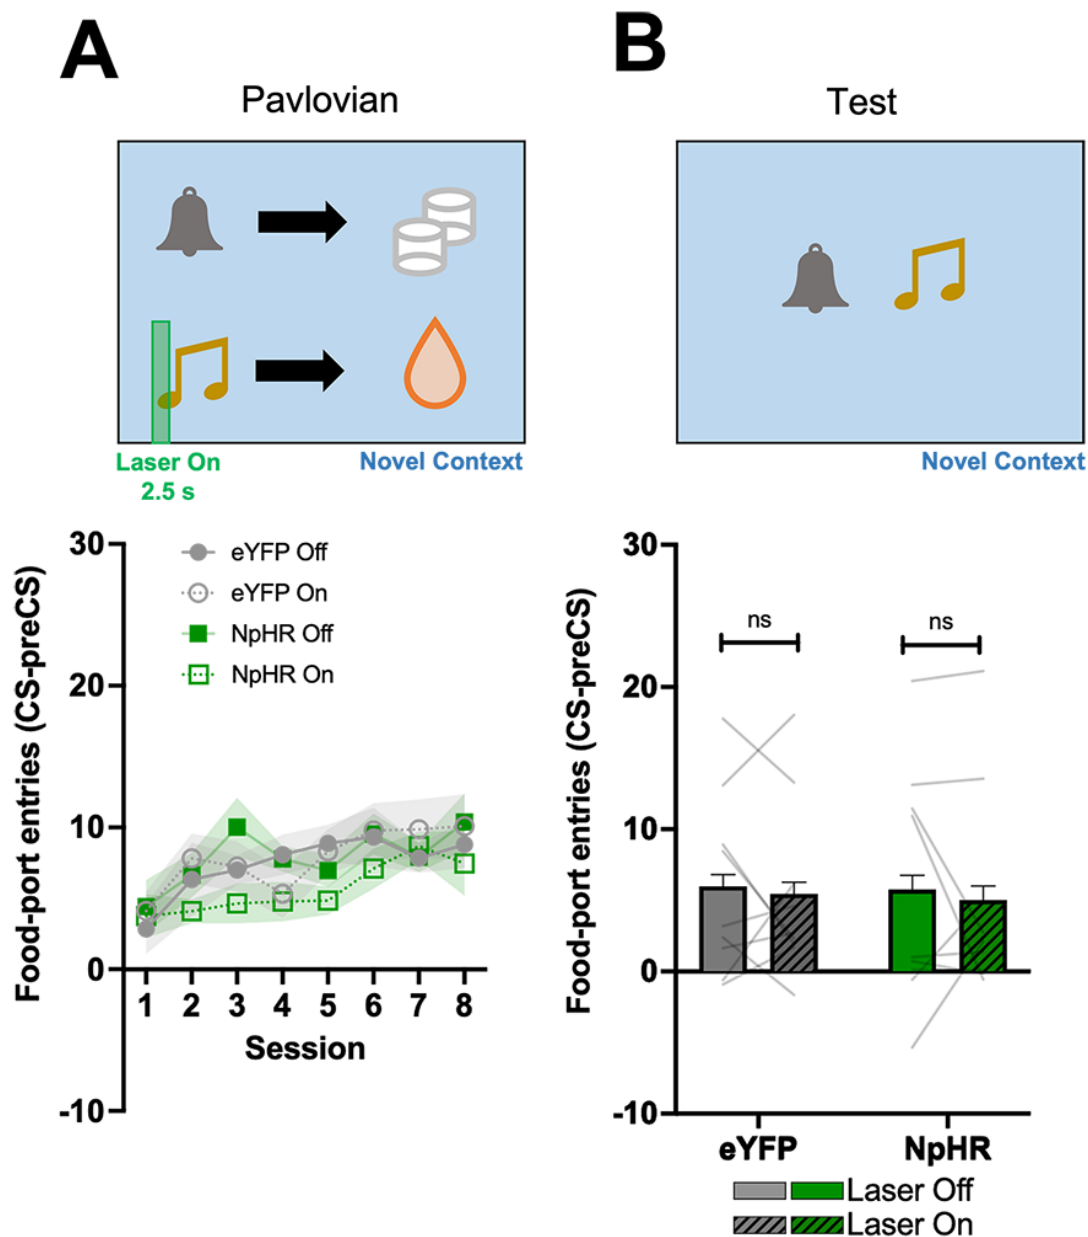 A
Pavlovian
Laser On
2.5 s
Novel Context
30
20
10
0
-10
Food-port entries (CS-preCS)
eYFP Off
eYFP On
NpHR Off
NpHR On
1 2 3 4 5 6 7 8
Session
B
Test
Novel Context
30
20
10
0
-10
Food-port entries (CS-preCS)
ns
ns
eYFP
NpHR
Laser Off
Laser On